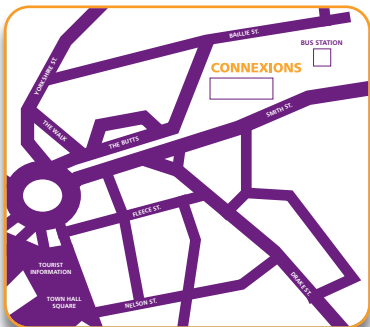 BAILLIE ST.
BUS STATION
CONNEXIONS
YORKSHIRE ST.
SMITH ST.
THE WALK
THE BUTTS
FLEECE ST.
TOURIST
INFORMATION
DRAKE ST.
TOWN HALL
SQUARE
NELSON ST.